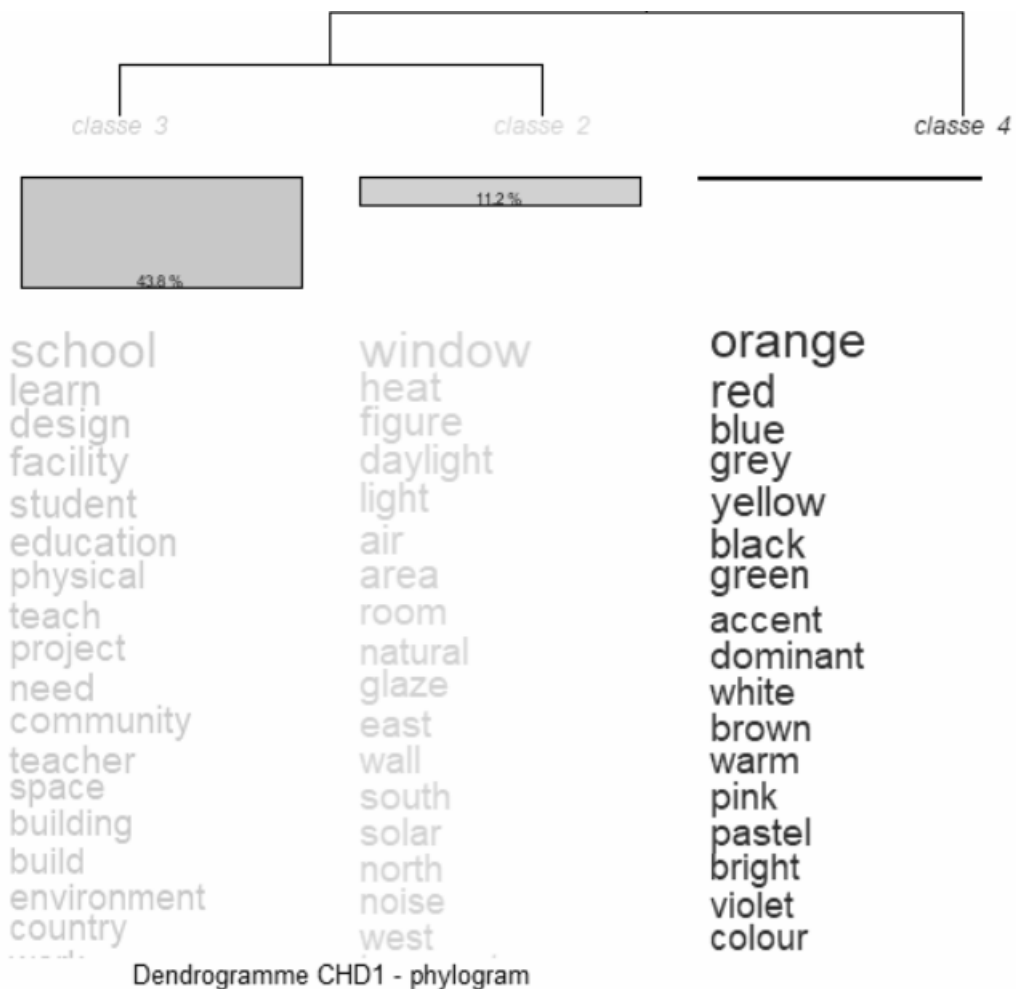 classe 3
classe 2
classe 4
43.8 %
11.2 %
school
learn
design
facility
student
education
physical
teach
project
need
community
teacher
space
building
build
environment
country
window
heat
figure
daylight
light
air
area
room
natural
glaze
east
wall
south
solar
north
noise
west
orange
red
blue
grey
yellow
black
green
accent
dominant
white
brown
warm
pink
pastel
bright
violet
colour
Dendrogramme CHD1 - phylogram